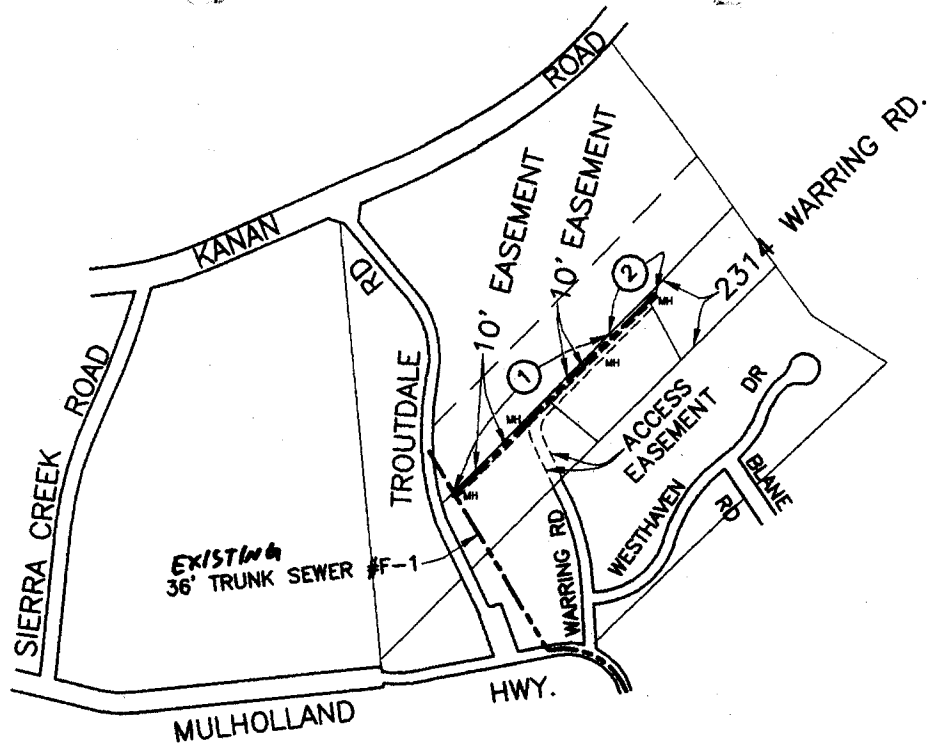 KANAN
ROAD
2314 WARRING RD.
10' EASEMENT
10' EASEMENT
1
2
MH
MH
MH
MH
TROUTDALE
RD
SIERRA CREEK
ROAD
ACCESS
EASEMENT
WESTHAVEN
DR
BLANE
RD
WARRING RD
EXISTING
36' TRUNK SEWER #F-1
MULHOLLAND
HWY.